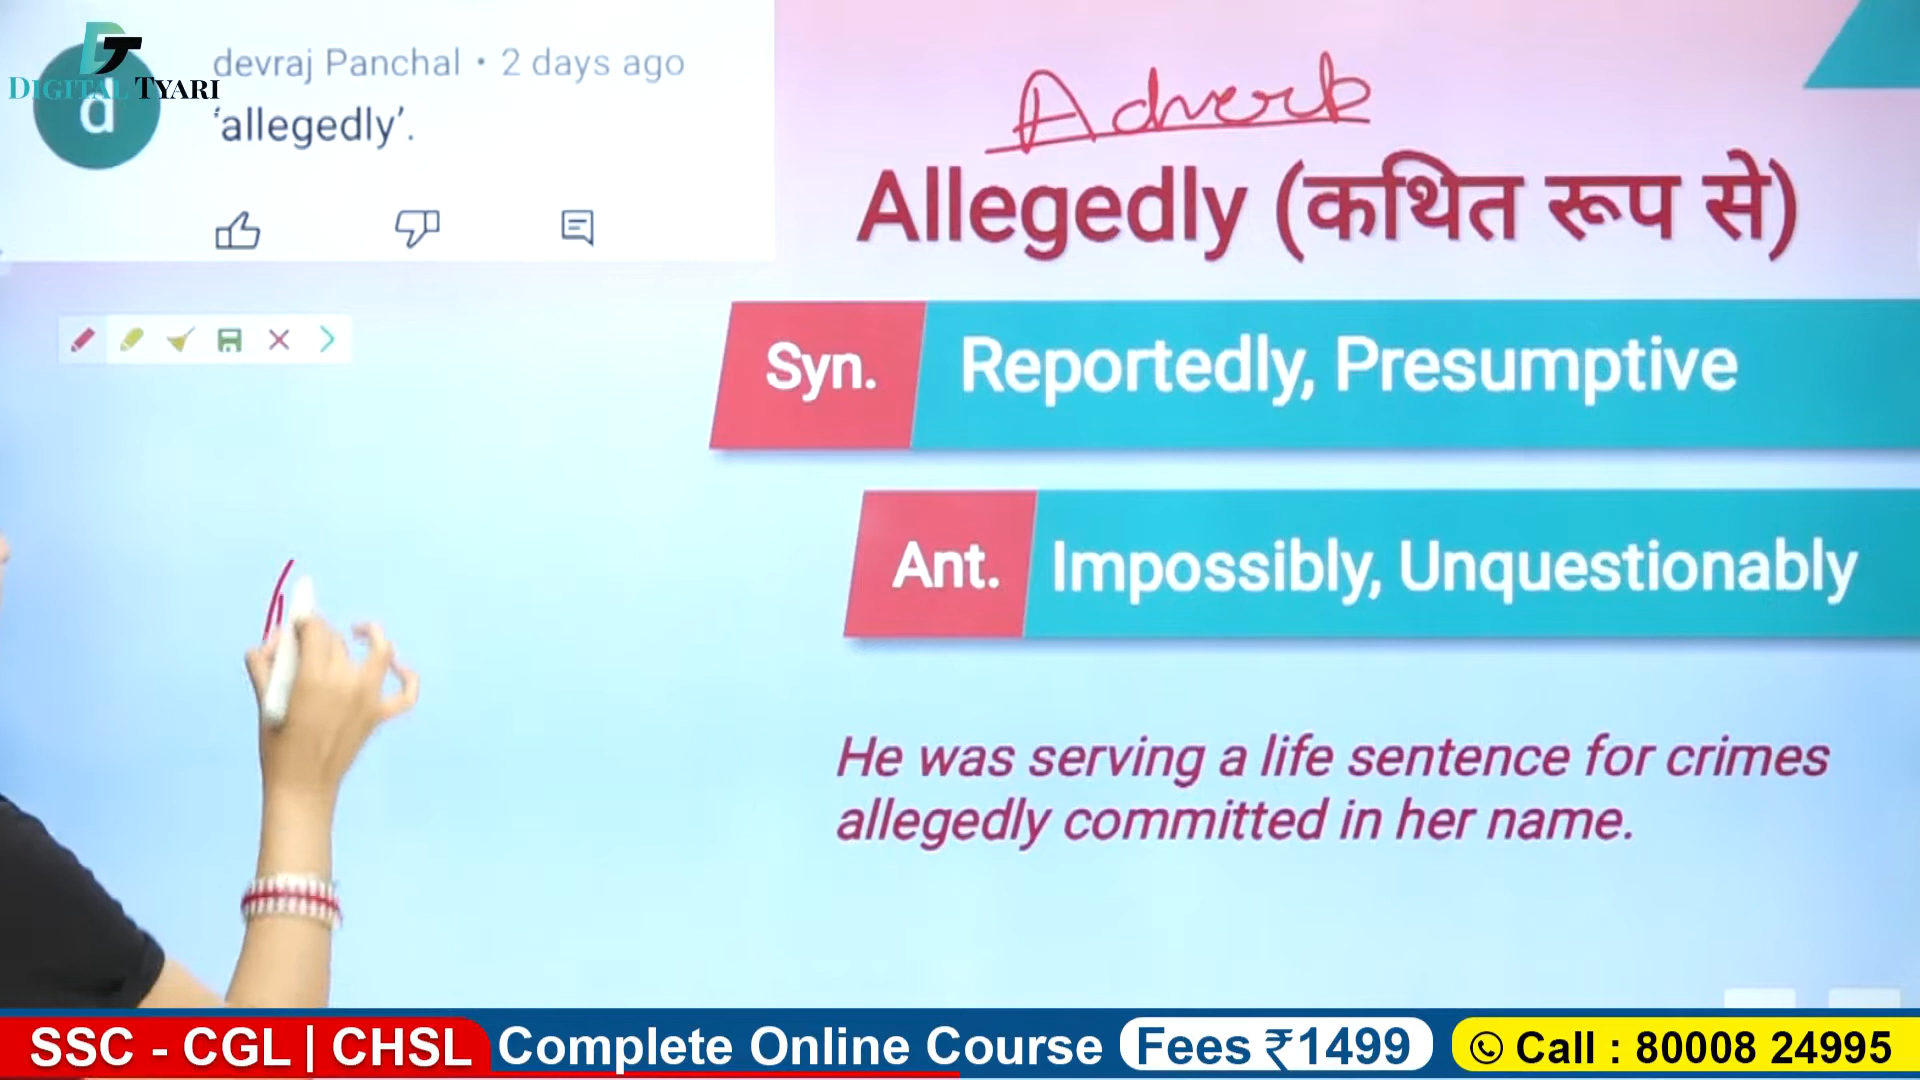 DT
DIGITAL TYARI
d
devraj Panchal • 2 days ago
‘allegedly’.
Adverb
Allegedly (कथित रूप से)
Syn. Reportedly, Presumptive
Ant. Impossibly, Unquestionably
He was serving a life sentence for crimes
allegedly committed in her name.
SSC - CGL | CHSL Complete Online Course Fees ₹1499 Call : 80008 24995